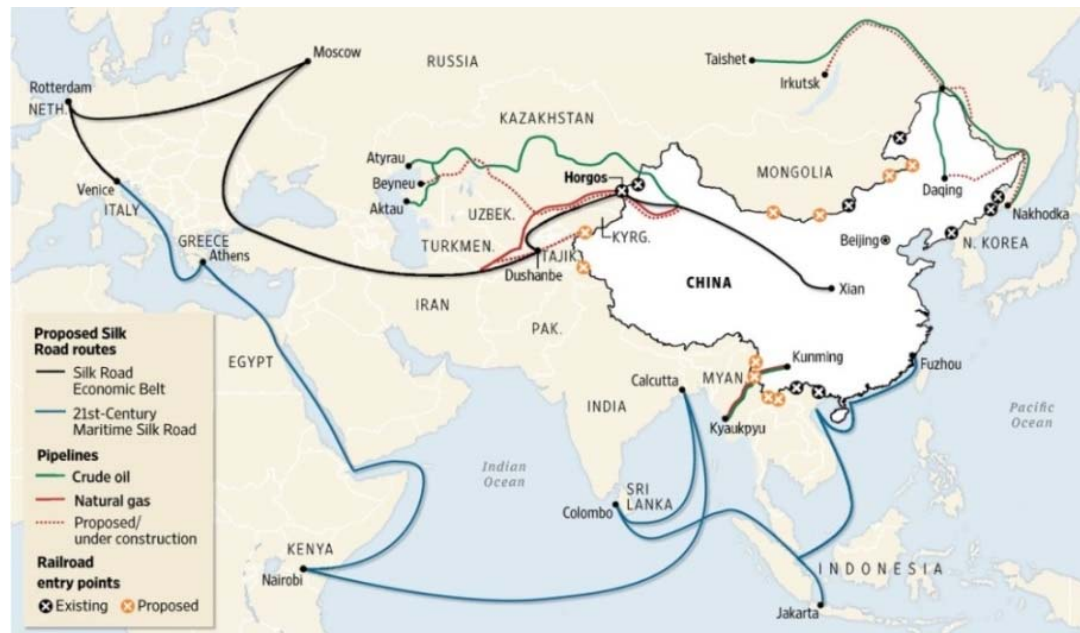 Moscow
RUSSIA
Taishet
Irkutsk
Rotterdam
NETH.
KAZAKHSTAN
Atyrau
Beyneu
Aktau
Horgos
MONGOLIA
Daqing
Nakhodka
Venice
ITALY
UZBEK.
KYRG.
Beijing
N. KOREA
GREECE
Athens
TURKMEN.
TAJIK.
Dushanbe
CHINA
Xian
IRAN
PAK.
EGYPT
Kunming
Fuzhou
Calcutta
MYAN.
INDIA
Kyaukpyu
Pacific
Ocean
Indian
Ocean
SRI
LANKA
Colombo
KENYA
Nairobi
INDONESIA
Jakarta
Proposed Silk
Road routes
Silk Road
Economic Belt
21st-Century
Maritime Silk Road
Pipelines
Crude oil
Natural gas
Proposed/
under construction
Railroad
entry points
Existing Proposed